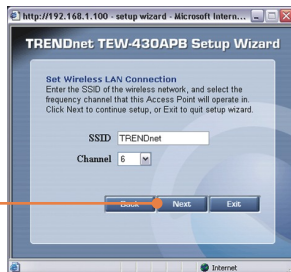 http://192.168.1.100 - setup wizard - Microsoft Intern...
TRENDnet TEW-430APB Setup Wizard
Set Wireless LAN Connection
Enter the SSID of the wireless network, and select the
frequency channel that this Access Point will operate in.
Click Next to continue setup, or Exit to quit setup wizard.
SSID TRENDnet
Channel 6
Back Next Exit
Internet